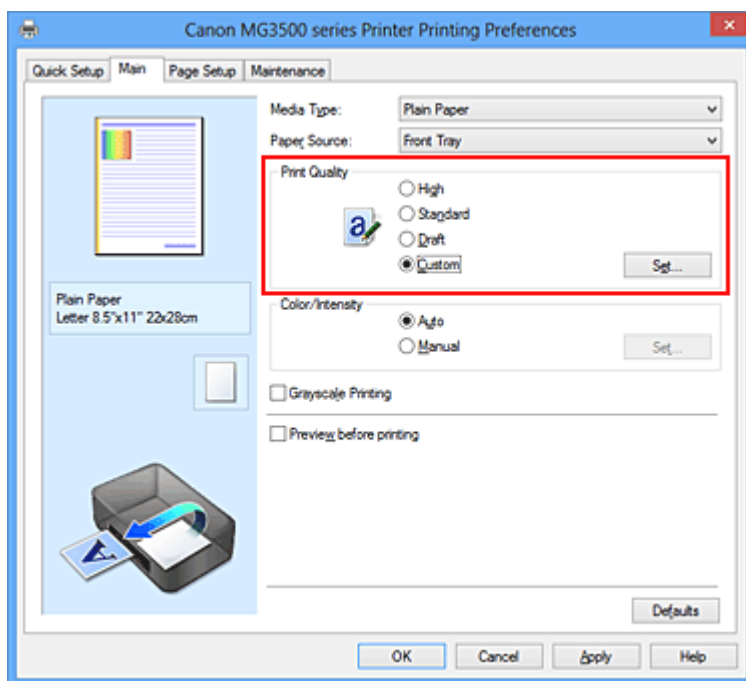 Canon MG3500 series Printer Printing Preferences
Quick Setup Main Page Setup Maintenance
Media Type: Plain Paper
Paper Source: Front Tray
Print Quality
High
Standard
a
Draft
Custom Set...
Plain Paper
Letter 8.5"x11" 22x28cm
Color/Intensity
Auto
Manual Set...
Grayscale Printing
Preview before printing
A
Defaults
OK Cancel Apply Help